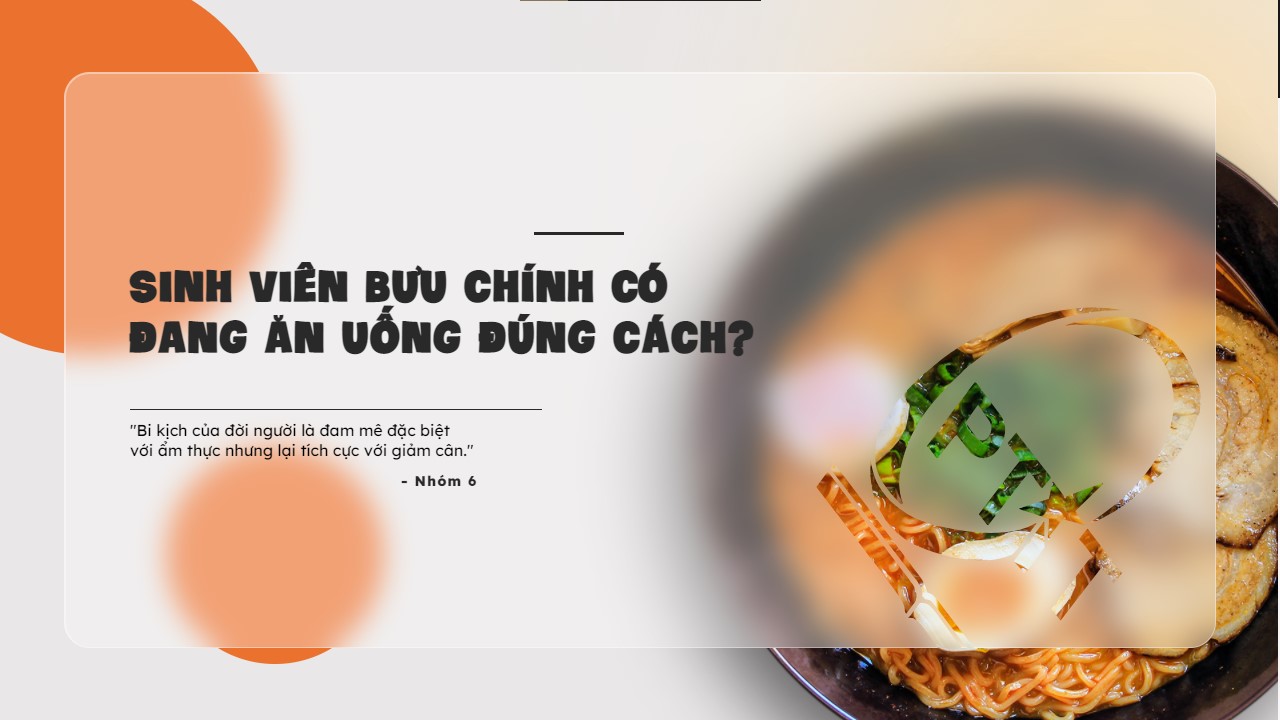 SINH VIÊN BƯU CHÍNH CÓ
ĐANG ĂN UỐNG ĐÚNG CÁCH?
"Bi kịch của đời người là đam mê đặc biệt
với ẩm thực nhưng lại tích cực với giảm cân."
- Nhóm 6
PTIT